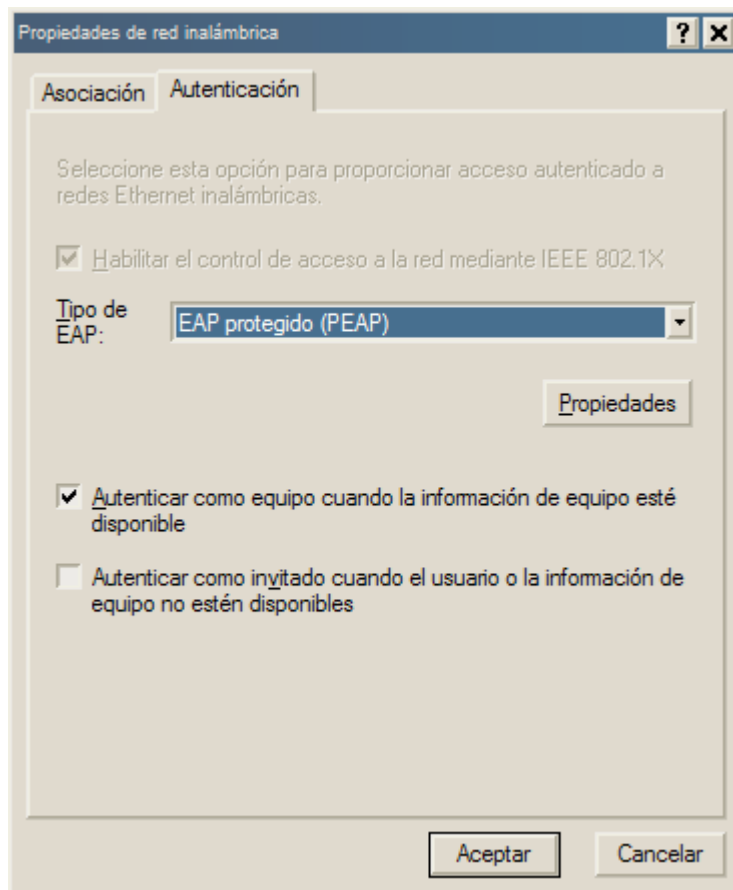 Propiedades de red inalámbrica
Asociación
Autenticación
Seleccione esta opción para proporcionar acceso autenticado a
redes Ethernet inalámbricas.
Habilitar el control de acceso a la red mediante IEEE 802.1X
Tipo de
EAP:
EAP protegido (PEAP)
Propiedades
Autenticar como equipo cuando la información de equipo esté
disponible
Autenticar como invitado cuando el usuario o la información de
equipo no estén disponibles
Aceptar
Cancelar